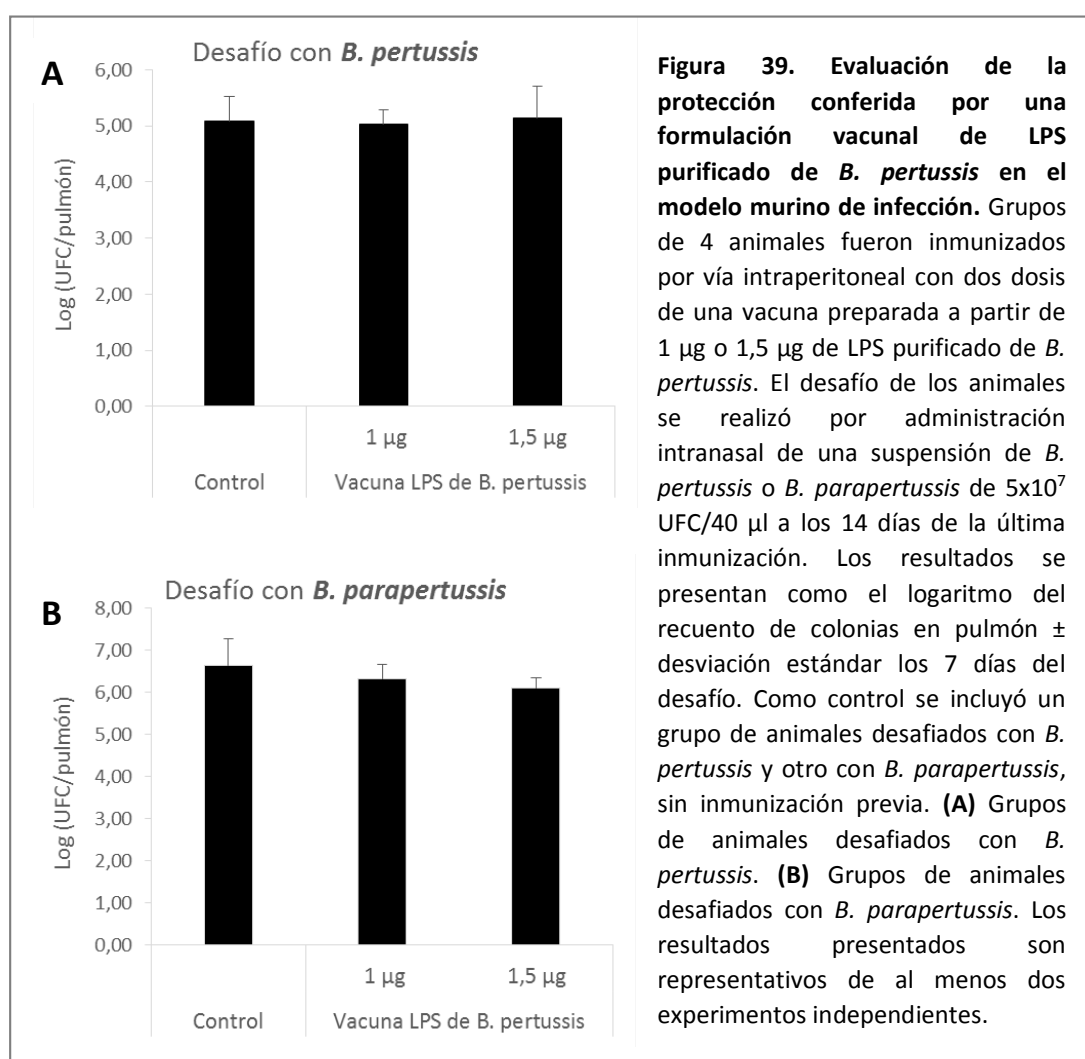 A
Desafío con B. pertussis
6,00
5,00
4,00
3,00
2,00
1,00
0,00
Log (UFC/pulmón)
1 µg
1,5 µg
Control
Vacuna LPS de B. pertussis
B
Desafío con B. parapertussis
8,00
7,00
6,00
5,00
4,00
3,00
2,00
1,00
0,00
Log (UFC/pulmón)
1 µg
1,5 µg
Control
Vacuna LPS de B. pertussis
Figura 39. Evaluación de la
protección conferida por una
formulación vacunal de LPS
purificado de B. pertussis en el
modelo murino de infección. Grupos
de 4 animales fueron inmunizados
por vía intraperitoneal con dos dosis
de una vacuna preparada a partir de
1 µg o 1,5 µg de LPS purificado de B.
pertussis. El desafío de los animales
se realizó por administración
intranasal de una suspensión de B.
pertussis o B. parapertussis de 5x10⁷
UFC/40 µl a los 14 días de la última
inmunización. Los resultados se
presentan como el logaritmo del
recuento de colonias en pulmón ±
desviación estándar los 7 días del
desafío. Como control se incluyó un
grupo de animales desafiados con B.
pertussis y otro con B. parapertussis,
sin inmunización previa. (A) Grupos
de animales desafiados con B.
pertussis. (B) Grupos de animales
desafiados con B. parapertussis. Los
resultados presentados son
representativos de al menos dos
experimentos independientes.